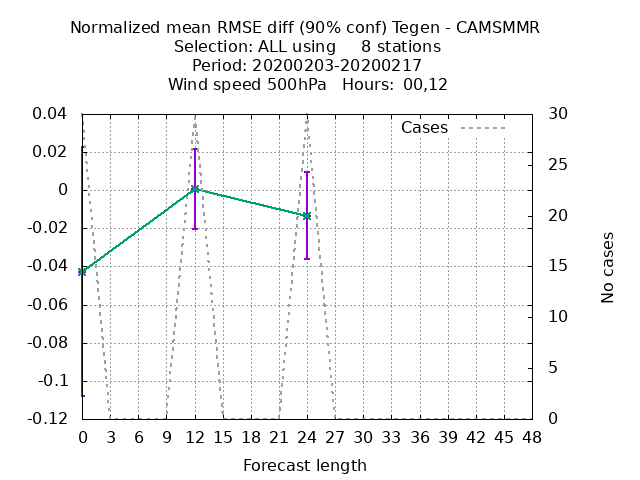 Normalized mean RMSE diff (90% conf) Tegen - CAMSMMR
Selection: ALL using 8 stations
Period: 20200203-20200217
Wind speed 500hPa Hours: 00,12
Cases
0.04
0.02
0
-0.02
-0.04
-0.06
-0.08
-0.1
-0.12
30
25
20
15
10
5
0
No cases
0 3 6 9 12 15 18 21 24 27 30 33 36 39 42 45 48
Forecast length